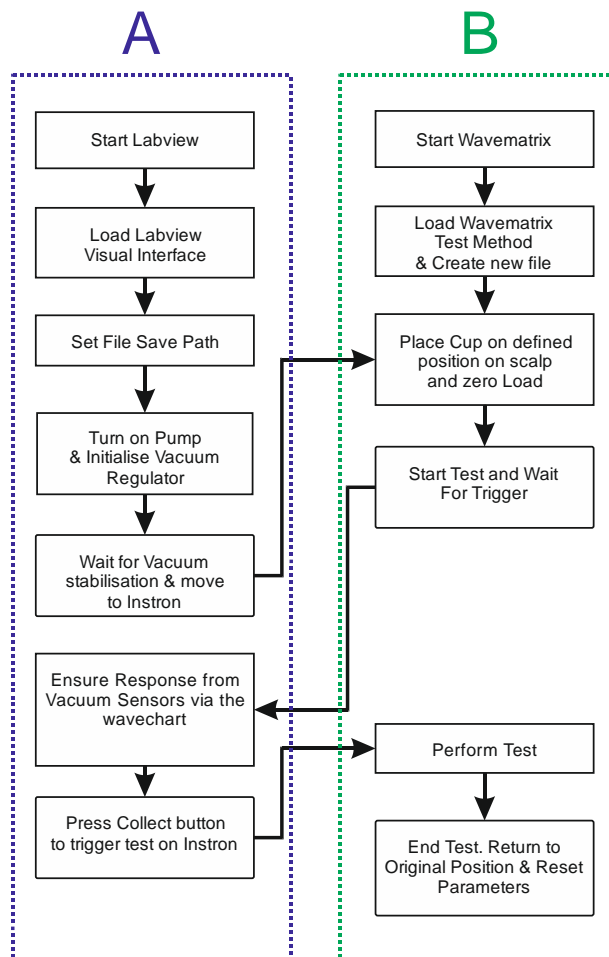 A
Start Labview
Load Labview
Visual Interface
Set File Save Path
Turn on Pump
& Initialise Vacuum
Regulator
Wait for Vacuum
stabilisation & move
to Instron
Ensure Response from
Vacuum Sensors via the
wavechart
Press Collect button
to trigger test on Instron
B
Start Wavematrix
Load Wavematrix
Test Method
& Create new file
Place Cup on defined
position on scalp
and zero Load
Start Test and Wait
For Trigger
Perform Test
End Test. Return to
Original Position & Reset
Parameters